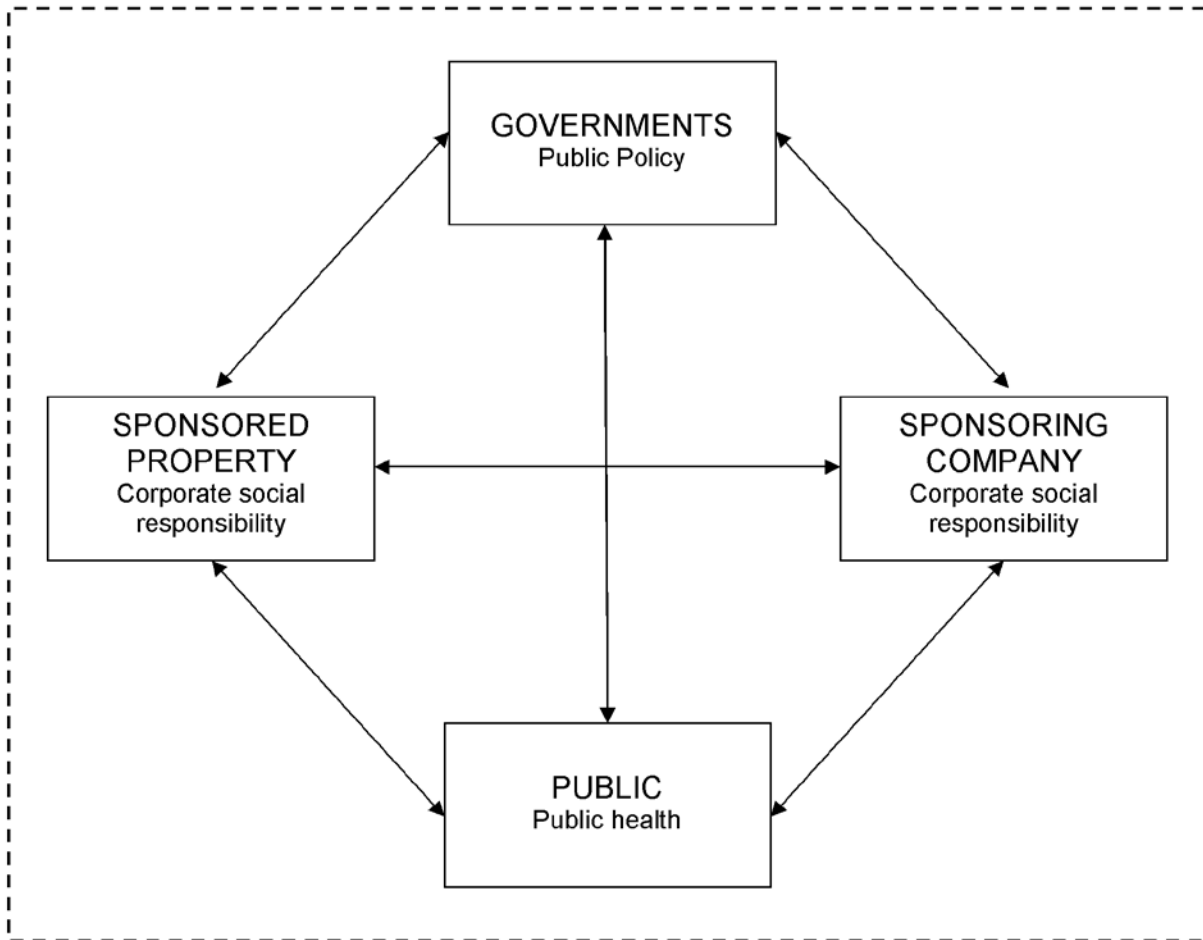 GOVERNMENTS
Public Policy
SPONSORED
PROPERTY
Corporate social
responsibility
SPONSORING
COMPANY
Corporate social
responsibility
PUBLIC
Public health